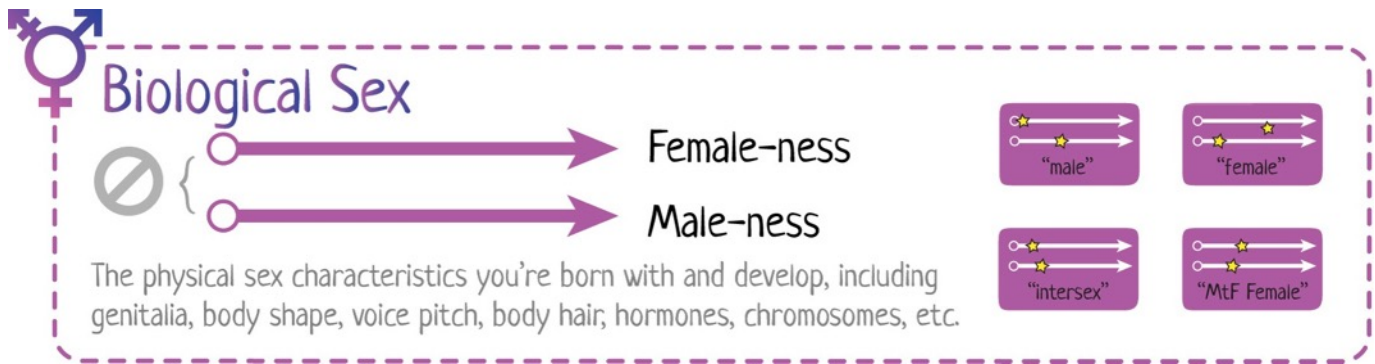 Biological Sex
Female-ness
Male-ness
The physical sex characteristics you're born with and develop, including
genitalia, body shape, voice pitch, body hair, hormones, chromosomes, etc.
“male”
“female”
“intersex”
“MtF Female”